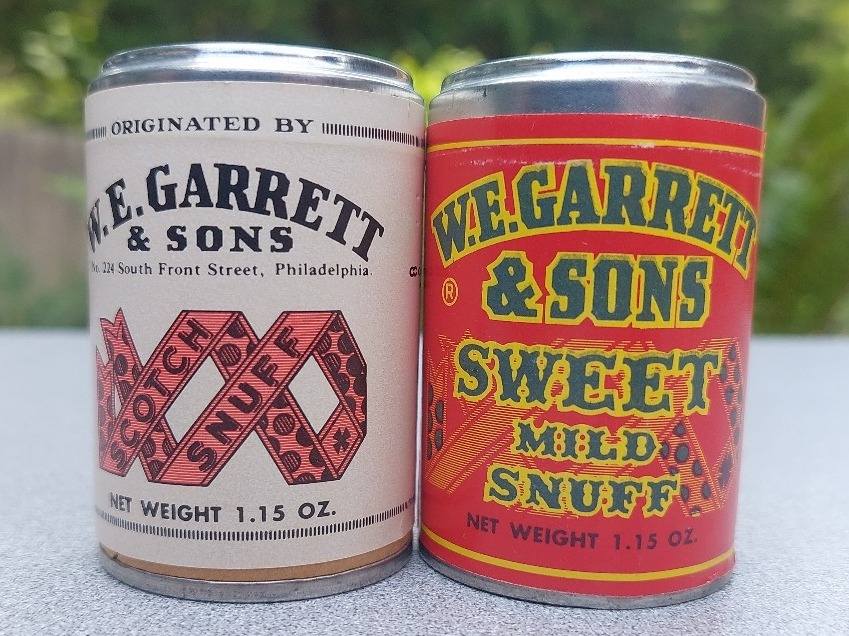 ORIGINATED BY
W. E. GARRETT
& SONS
No. 224 South Front Street, Philadelphia.
SCOTCH
SNUFF
NET WEIGHT 1.15 OZ.
W.E. GARRETT
®
& SONS
SWEET
MILD
SNUFF
NET WEIGHT 1.15 OZ.